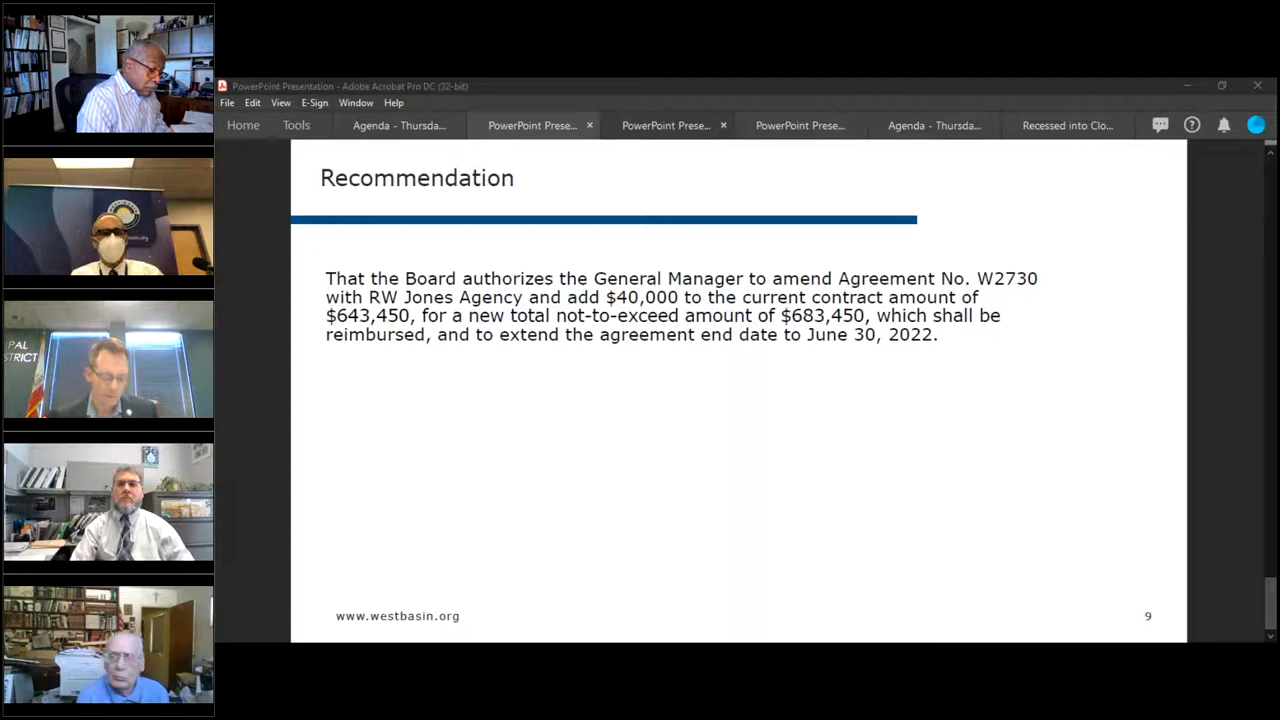 PowerPoint Presentation - Adobe Acrobat Pro DC (32-bit)
File Edit View E-Sign Window Help
Home Tools Agenda - Thursda... PowerPoint Prese... PowerPoint Prese... PowerPoint Prese... Agenda - Thursda... Recessed into Clo...
Recommendation
That the Board authorizes the General Manager to amend Agreement No. W2730
with RW Jones Agency and add $40,000 to the current contract amount of
$643,450, for a new total not-to-exceed amount of $683,450, which shall be
reimbursed, and to extend the agreement end date to June 30, 2022.
www.westbasin.org
9
PAL
STRICT